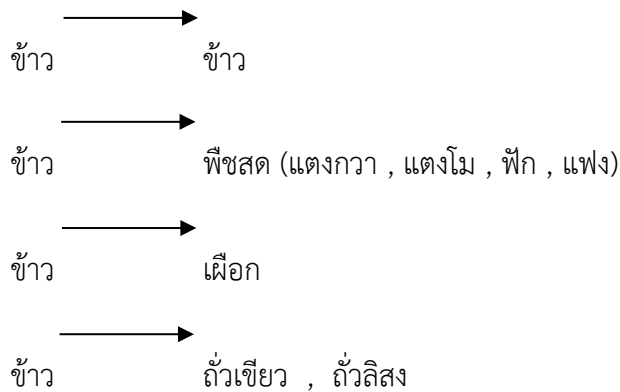 ข้าว ข้าว
ข้าว พืชสด (แตงกวา , แตงโม , ฟัก , แฟง)
ข้าว เผือก
ข้าว ถั่วเขียว , ถั่วลิสง